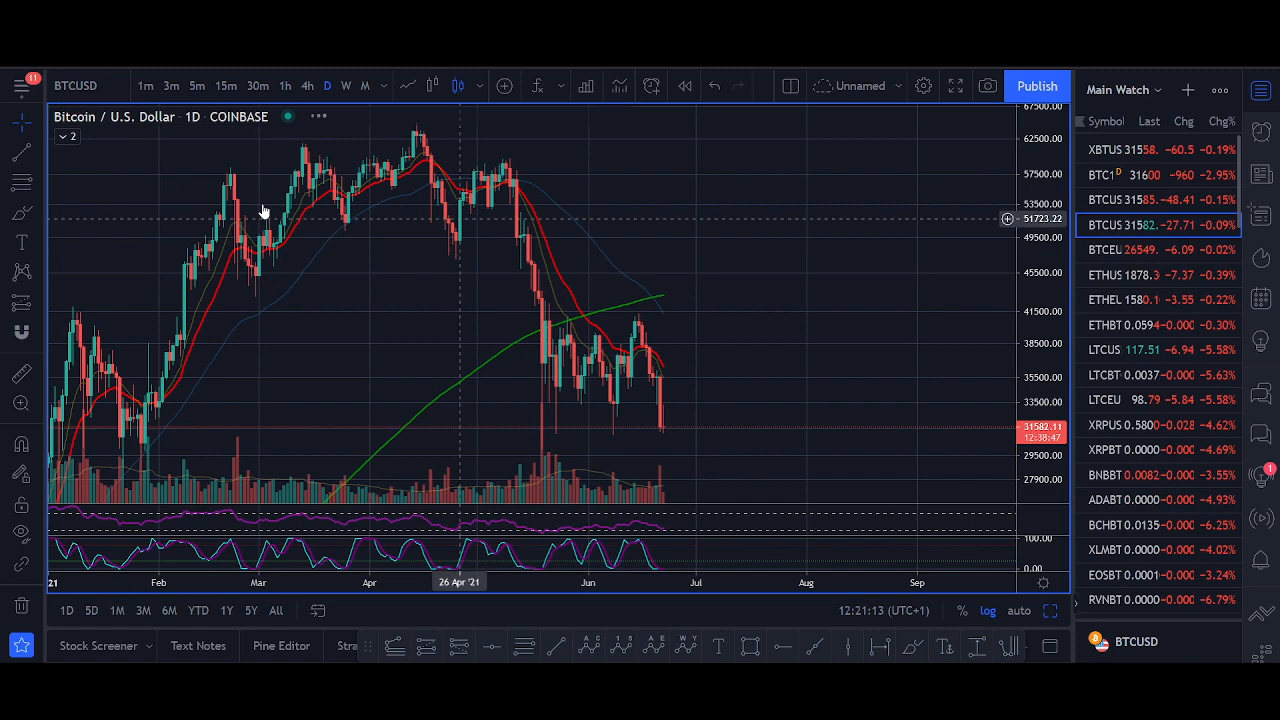 11
BTCUSD 1m 3m 5m 15m 30m 1h 4h D W M Unnamed Publish
Bitcoin / U.S. Dollar 1D COINBASE
2
67500.00
62500.00
57500.00
53500.00
51723.22
49500.00
45500.00
41500.00
38500.00
35500.00
33500.00
31582.11
12:38:47
29500.00
27900.00
100.00
0.00
21 Feb Mar Apr 26 Apr '21 Jun Jul Aug Sep
1D 5D 1M 3M 6M YTD 1Y 5Y All 12:21:13 (UTC+1) % log auto
Stock Screener Text Notes Pine Editor Stra
Main Watch
Symbol Last Chg Chg%
XBTUS 31558. -60.5 -0.19%
BTC1 D 31600 -960 -2.95%
BTCUS 31585. -48.41 -0.15%
BTCUS 31582. -27.71 -0.09%
BTCEU 26549. -6.09 -0.02%
ETHUS 1878.3 -7.37 -0.39%
ETHEL 1580.1 -3.55 -0.22%
ETHBT 0.0594 -0.000 -0.30%
LTCUS 117.51 -6.94 -5.58%
LTCBT 0.0037 -0.000 -5.63%
LTCEU 98.79 -5.84 -5.58%
XRPUS 0.5800 -0.028 -4.62%
XRPBT 0.0000 -0.000 -4.69%
BNBBT 0.0082 -0.000 -3.55%
ADABT 0.0000 -0.000 -4.93%
BCHBT 0.0135 -0.000 -6.25%
XLMBT 0.0000 -0.000 -4.02%
EOSBT 0.0001 -0.000 -3.24%
RVNBT 0.0000 -0.000 -6.79%
BTCUSD
1